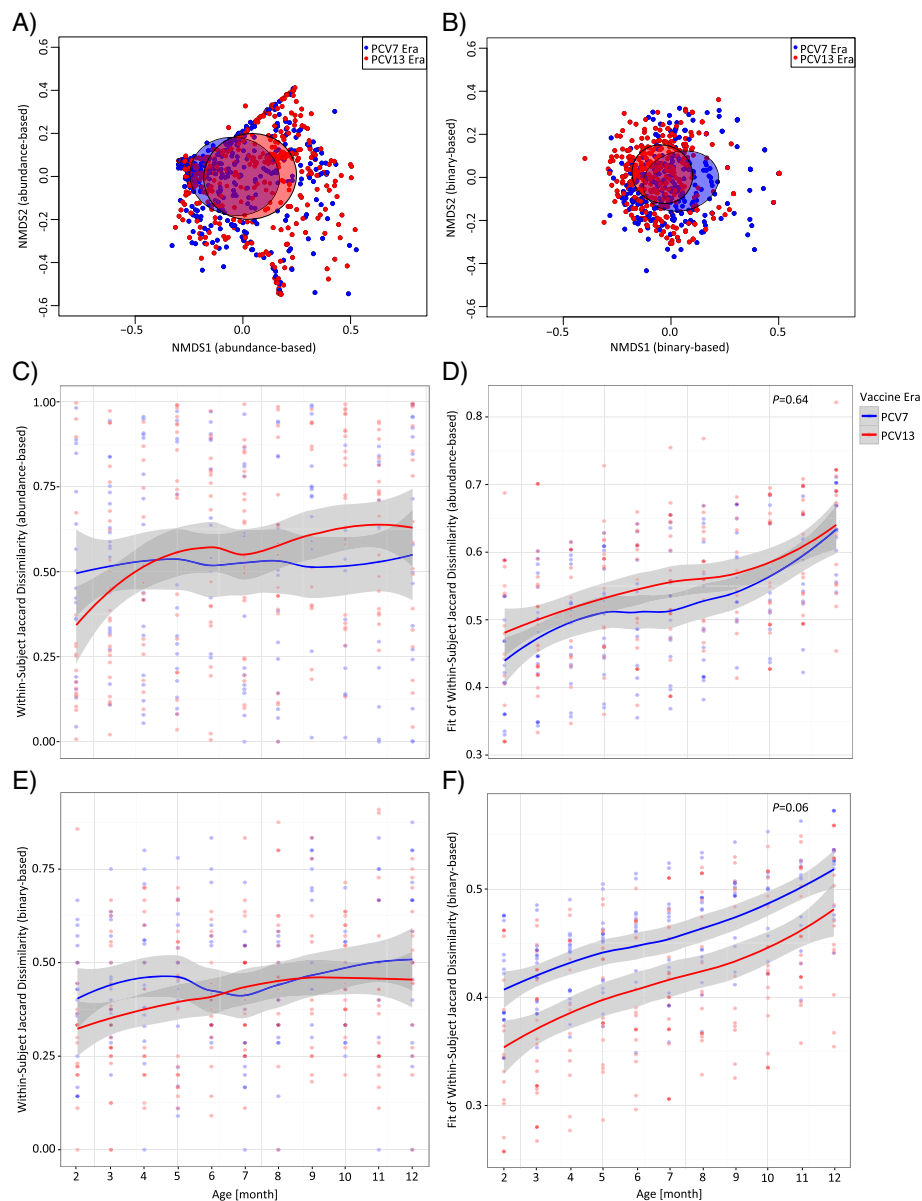 A)
PCV7 Era
PCV13 Era
NMDS2 (abundance-based)
0.6
0.4
0.2
0.0
−0.2
−0.4
−0.6
−0.5
0.0
0.5
NMDS1 (abundance-based)
B)
PCV7 Era
PCV13 Era
NMDS2 (binary-based)
0.6
0.4
0.2
0.0
−0.2
−0.4
−0.6
−0.5
0.0
0.5
NMDS1 (binary-based)
C)
Within-Subject Jaccard Dissimilarity (abundance-based)
1.00
0.75
0.50
0.25
0.00
D)
P=0.64
Fit of Within-Subject Jaccard Dissimilarity (abundance-based)
0.8
0.7
0.6
0.5
0.4
0.3
Vaccine Era
PCV7
PCV13
E)
Within-Subject Jaccard Dissimilarity (binary-based)
0.75
0.50
0.25
0.00
2 3 4 5 6 7 8 9 10 11 12
Age [month]
F)
P=0.06
Fit of Within-Subject Jaccard Dissimilarity (binary-based)
0.5
0.4
0.3
2 3 4 5 6 7 8 9 10 11 12
Age [month]